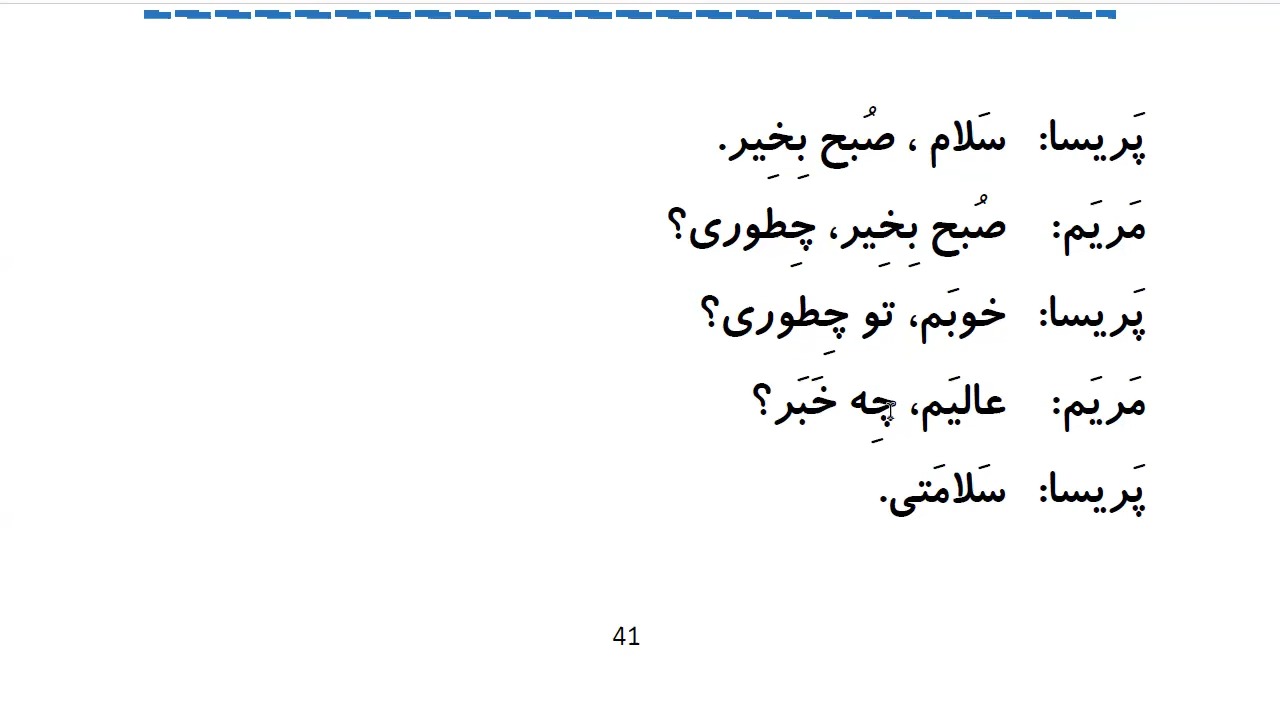 پَریسا: سَلام ، صُبح بِخِیر.
مَریَم: صُبح بِخِیر، چِطوری؟
پَریسا: خوبَم، تو چِطوری؟
مَریَم: عالیَم، چِه خَبَر؟
پَریسا: سَلامَتی.
41